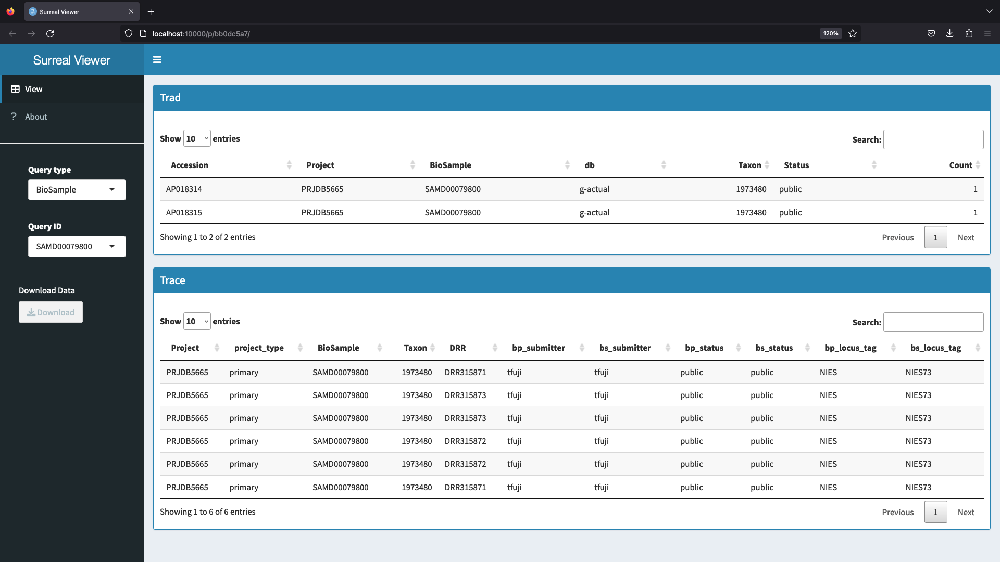 Surreal Viewer
localhost:10000/p/bb0dc5a7/
120%
Surreal Viewer
View
? About
Query type
BioSample
Query ID
SAMD00079800
Download Data
Download
Trad
Show 10 entries
Search:
Accession Project BioSample db Taxon Status Count
AP018314 PRJDB5665 SAMD00079800 g-actual 1973480 public 1
AP018315 PRJDB5665 SAMD00079800 g-actual 1973480 public 1
Showing 1 to 2 of 2 entries
Previous 1 Next
Trace
Show 10 entries
Search:
Project project_type BioSample Taxon DRR bp_submitter bs_submitter bp_status bs_status bp_locus_tag bs_locus_tag
PRJDB5665 primary SAMD00079800 1973480 DRR315871 tfuji tfuji public public NIES NIES73
PRJDB5665 primary SAMD00079800 1973480 DRR315873 tfuji tfuji public public NIES NIES73
PRJDB5665 primary SAMD00079800 1973480 DRR315873 tfuji tfuji public public NIES NIES73
PRJDB5665 primary SAMD00079800 1973480 DRR315872 tfuji tfuji public public NIES NIES73
PRJDB5665 primary SAMD00079800 1973480 DRR315872 tfuji tfuji public public NIES NIES73
PRJDB5665 primary SAMD00079800 1973480 DRR315871 tfuji tfuji public public NIES NIES73
Showing 1 to 6 of 6 entries
Previous 1 Next